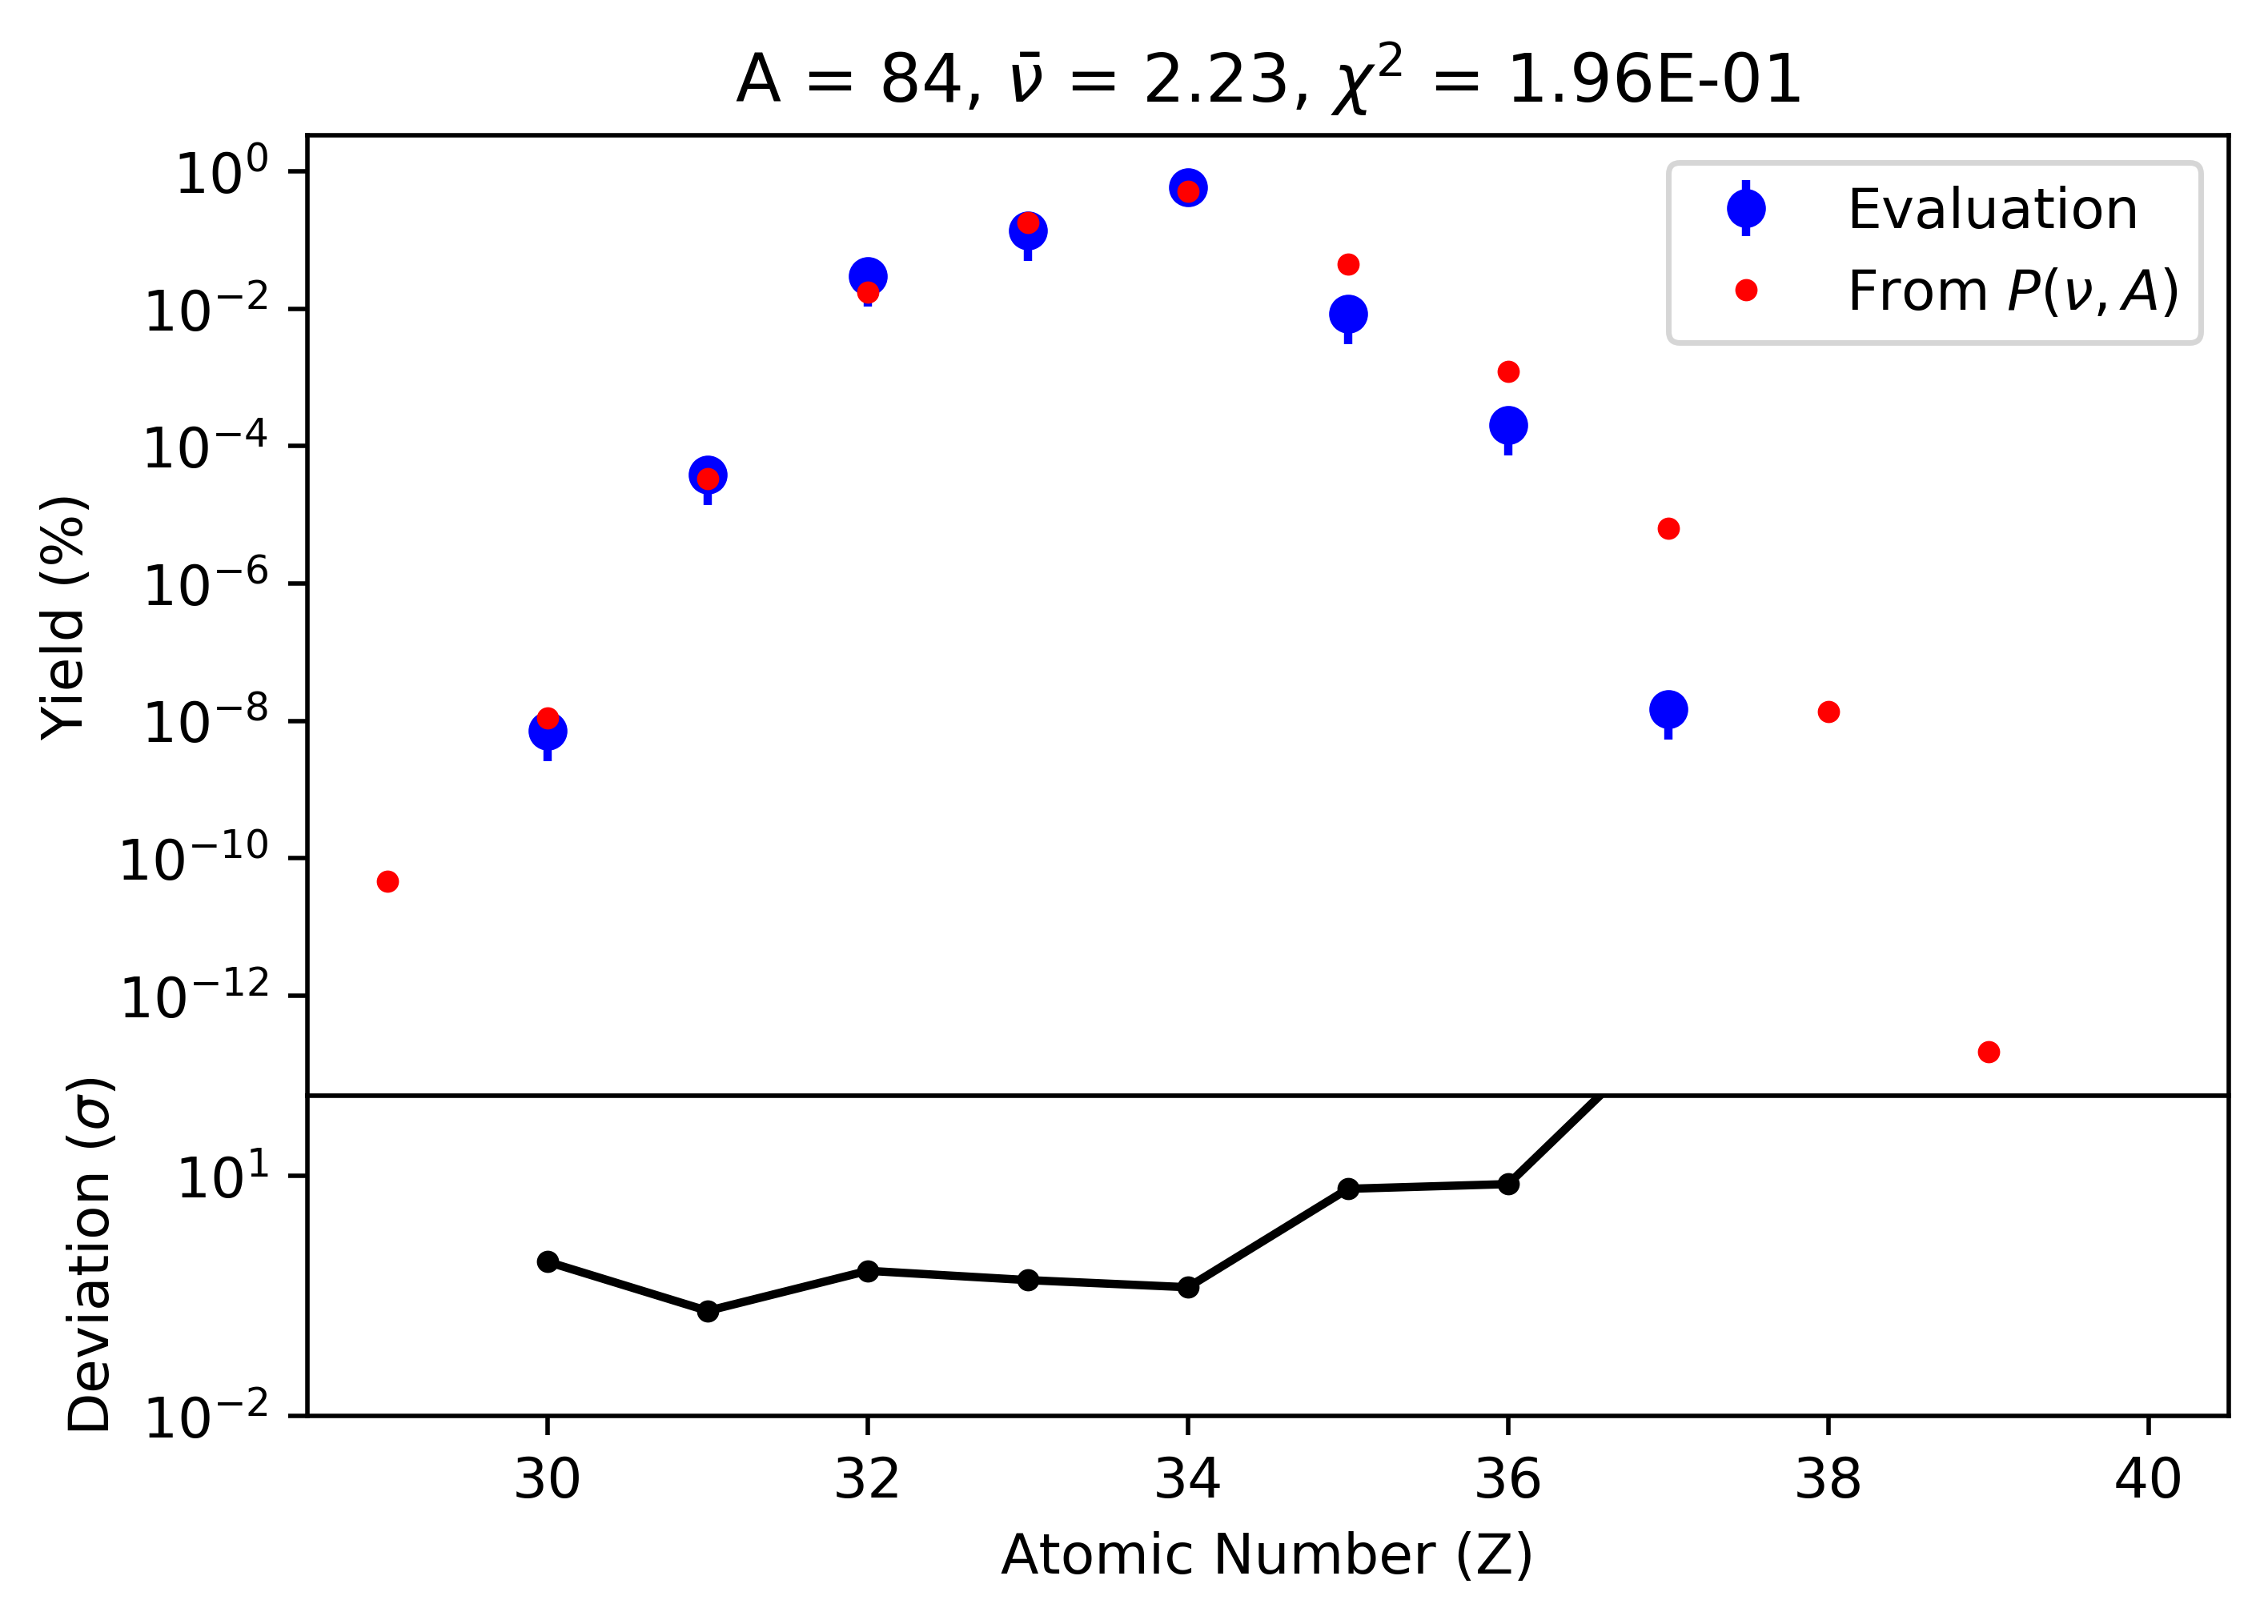 A = 84, ν̄ = 2.23, χ² = 1.96E-01
Yield (%)
10⁰
10⁻²
10⁻⁴
10⁻⁶
10⁻⁸
10⁻¹⁰
10⁻¹²
Evaluation
From P(ν, A)
Deviation (σ)
10¹
10⁻²
30 32 34 36 38 40
Atomic Number (Z)